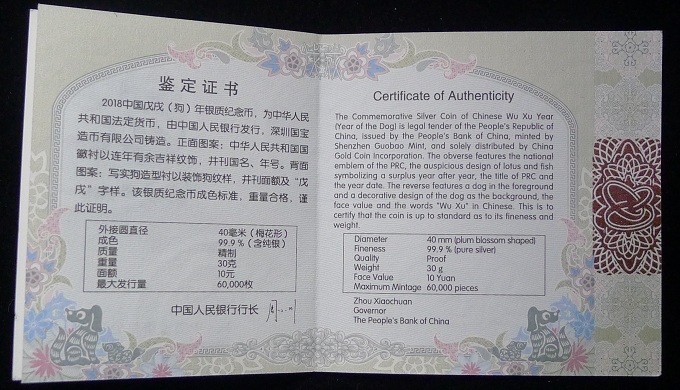 鉴定证书
2018中国戊戌（狗）年银质纪念币，为中华人民
共和国法定货币，由中国人民银行发行，深圳国宝
造币有限公司铸造。正面图案：中华人民共和国国
徽衬以连年有余吉祥纹饰，并刊国名、年号。背面
图案：写实狗造型衬以装饰狗纹样，并刊面额及“戊
戌”字样。该银质纪念币成色标准，重量合格，谨
此证明。
外接圆直径 40毫米（梅花形）
成色 99.9％（含纯银）
质量 精制
重量 30克
面额 10元
最大发行量 60,000枚
中国人民银行行长
Certificate of Authenticity
The Commemorative Silver Coin of Chinese Wu Xu Year
(Year of the Dog) is legal tender of the People's Republic of
China, issued by the People's Bank of China, minted by
Shenzhen Guobao Mint, and solely distributed by China
Gold Coin Incorporation. The obverse features the national
emblem of the PRC, the auspicious design of lotus and fish
symbolizing a surplus year after year, the title of PRC and
the year date. The reverse features a dog in the foreground
and a decorative design of the dog as the background, the
face value and the words "Wu Xu" in Chinese. This is to
certify that the coin is up to standard as to its fineness and
weight.
Diameter 40 mm (plum blossom shaped)
Fineness 99.9 % (pure silver)
Quality Proof
Weight 30 g
Face Value 10 Yuan
Maximum Mintage 60,000 pieces
Zhou Xiaochuan
Governor
The People's Bank of China